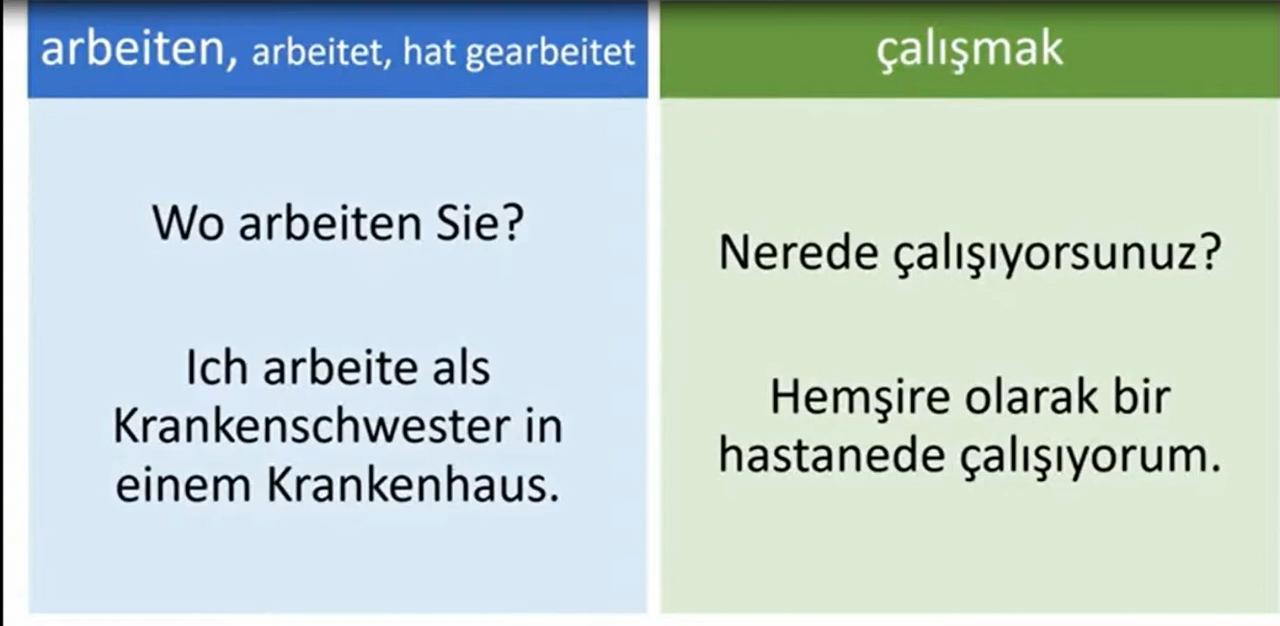 arbeiten, arbeitet, hat gearbeitet
çalışmak
Wo arbeiten Sie?
Ich arbeite als
Krankenschwester in
einem Krankenhaus.
Nerede çalışıyorsunuz?
Hemşire olarak bir
hastanede çalışıyorum.